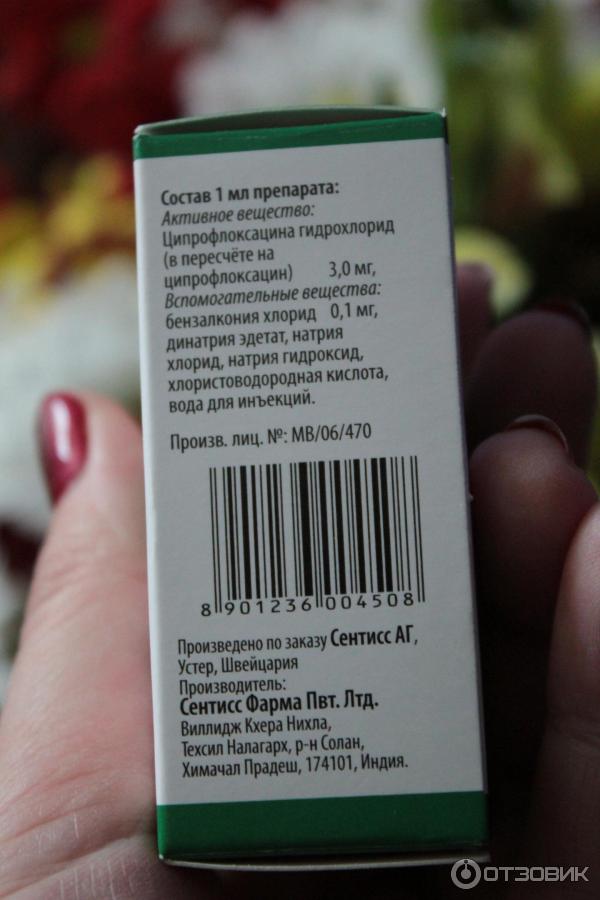 Состав 1 мл препарата:
Активное вещество:
Ципрофлоксацина гидрохлорид
(в пересчёте на
ципрофлоксацин) 3,0 мг,
Вспомогательные вещества:
бензалкония хлорид 0,1 мг,
динатрия эдетат, натрия
хлорид, натрия гидроксид,
хлористоводородная кислота,
вода для инъекций.
Произв. лиц. №: MB/06/470
8 901236 004508
Произведено по заказу Сентисс АГ,
Устер, Швейцария
Производитель:
Сентисс Фарма Пвт. Лтд.
Виллидж Кхера Нихла,
Техсил Налагарх, р-н Солан,
Химачал Прадеш, 174101, Индия.
ОТЗОВИК